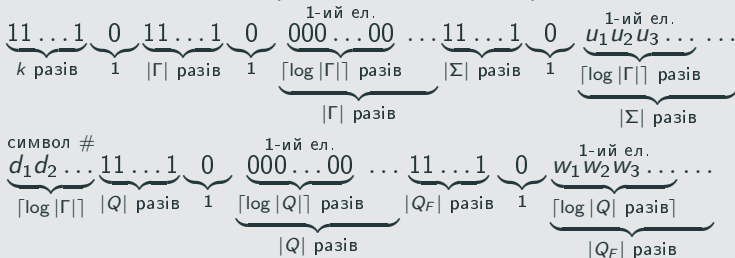 1-ий ел. 1-ий ел.
11 … 1 0 11 … 1 0 000 … 00 … 11 … 1 0 u₁u₂u₃ … …
k разів 1 |Γ| разів 1 ⌈log |Γ|⌉ разів |Σ| разів 1 ⌈log |Γ|⌉ разів
|Γ| разів |Σ| разів
символ # 1-ий ел. 1-ий ел.
d₁d₂ … 11 … 1 0 000 … 00 … 11 … 1 0 w₁w₂w₃ … …
⌈log |Γ|⌉ |Q| разів 1 ⌈log |Q|⌉ разів |Q_F| разів 1 ⌈log |Q| разів⌉
|Q| разів |Q_F| разів